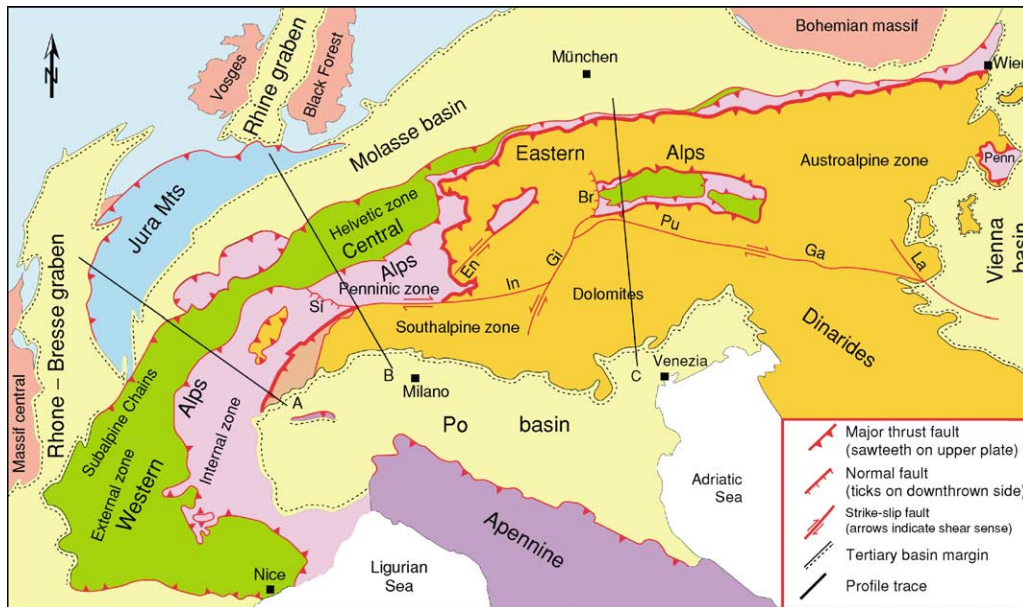 N
Vosges
Rhine graben
Black Forest
Bohemian massif
München
Wien
Molasse basin
Jura Mts
Eastern Alps
Austroalpine zone
Penn
Helvetic zone
Central
Alps
Penninic zone
Br
Pu
En
Gi
Ga
La
In
Si
Vienna
basin
Rhone – Bresse graben
Dolomites
Southalpine zone
Dinarides
Massif central
Subalpine Chains
External zone
Western
Alps
Internal zone
A
B
Milano
C
Venezia
Po basin
Adriatic
Sea
Apennine
Ligurian
Sea
Nice
Major thrust fault
(sawteeth on upper plate)
Normal fault
(ticks on downthrown side)
Strike-slip fault
(arrows indicate shear sense)
Tertiary basin margin
Profile trace